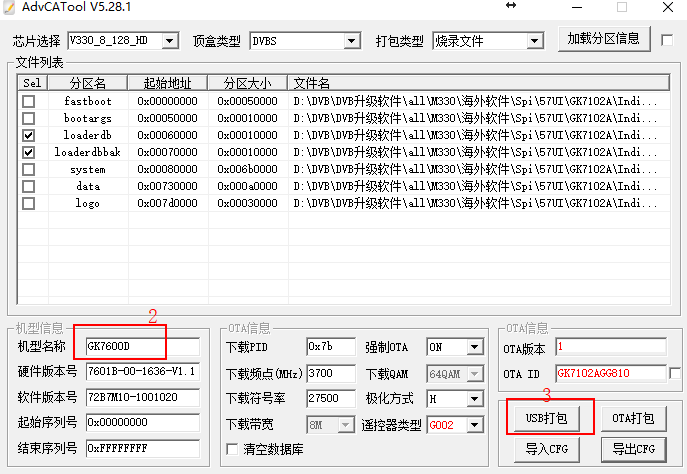 AdvCATool V5.28.1
芯片选择 V330_8_128_HD 顶盒类型 DVBS 打包类型 烧录文件 加载分区信息
文件列表
Sel 分区名 起始地址 分区大小 文件名
fastboot 0x00000000 0x00050000 D:\DVB\DVB升级软件\all\M330\海外软件\Spi\57UI\GK7102A\Indi...
bootargs 0x00050000 0x00010000 D:\DVB\DVB升级软件\all\M330\海外软件\Spi\57UI\GK7102A\Indi...
loaderdb 0x00060000 0x00010000 D:\DVB\DVB升级软件\all\M330\海外软件\Spi\57UI\GK7102A\Indi...
loaderdbbak 0x00070000 0x00010000 D:\DVB\DVB升级软件\all\M330\海外软件\Spi\57UI\GK7102A\Indi...
system 0x00080000 0x006b0000 D:\DVB\DVB升级软件\all\M330\海外软件\Spi\57UI\GK7102A\Indi...
data 0x00730000 0x000a0000 D:\DVB\DVB升级软件\all\M330\海外软件\Spi\57UI\GK7102A\Indi...
logo 0x007d0000 0x00030000 D:\DVB\DVB升级软件\all\M330\海外软件\Spi\57UI\GK7102A\Indi...
2
机型信息
机型名称 GK7600D
硬件版本号 7601B-00-1636-V1.1
软件版本号 72B7M10-1001020
起始序列号 0x00000000
结束序列号 0xFFFFFFFF
OTA信息
下载PID 0x7b 强制OTA ON
下载频点(MHz) 3700 下载QAM 64QAM
下载符号率 27500 极化方式 H
下载带宽 8M 遥控器类型 G002
清空数据库
OTA信息
OTA版本 1
OTA ID GK7102AGG810
3
USB打包 OTA打包
导入CFG 导出CFG